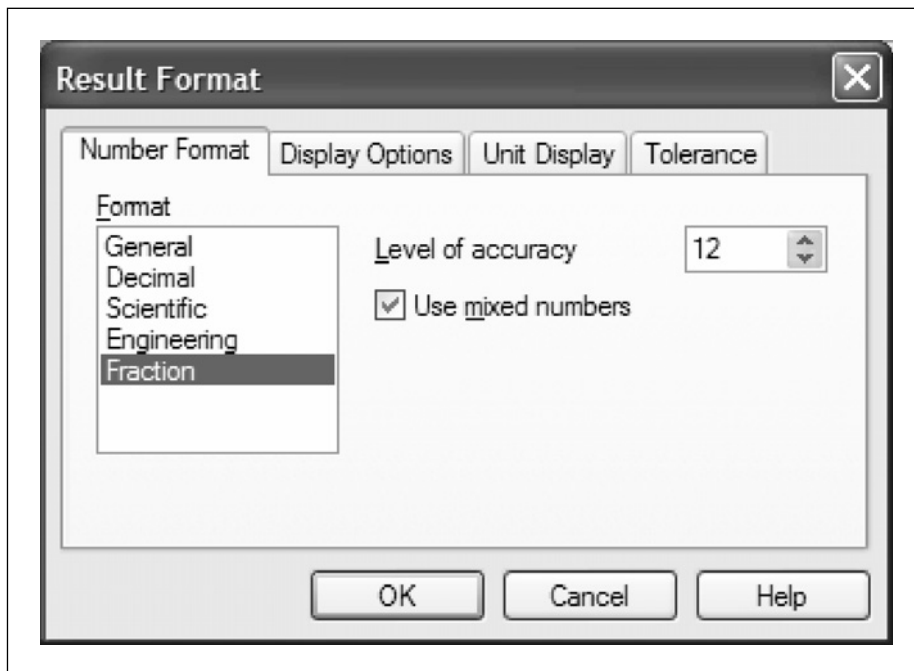 Result Format
Number Format Display Options Unit Display Tolerance
Format
General
Decimal
Scientific
Engineering
Fraction
Level of accuracy 12
Use mixed numbers
OK Cancel Help